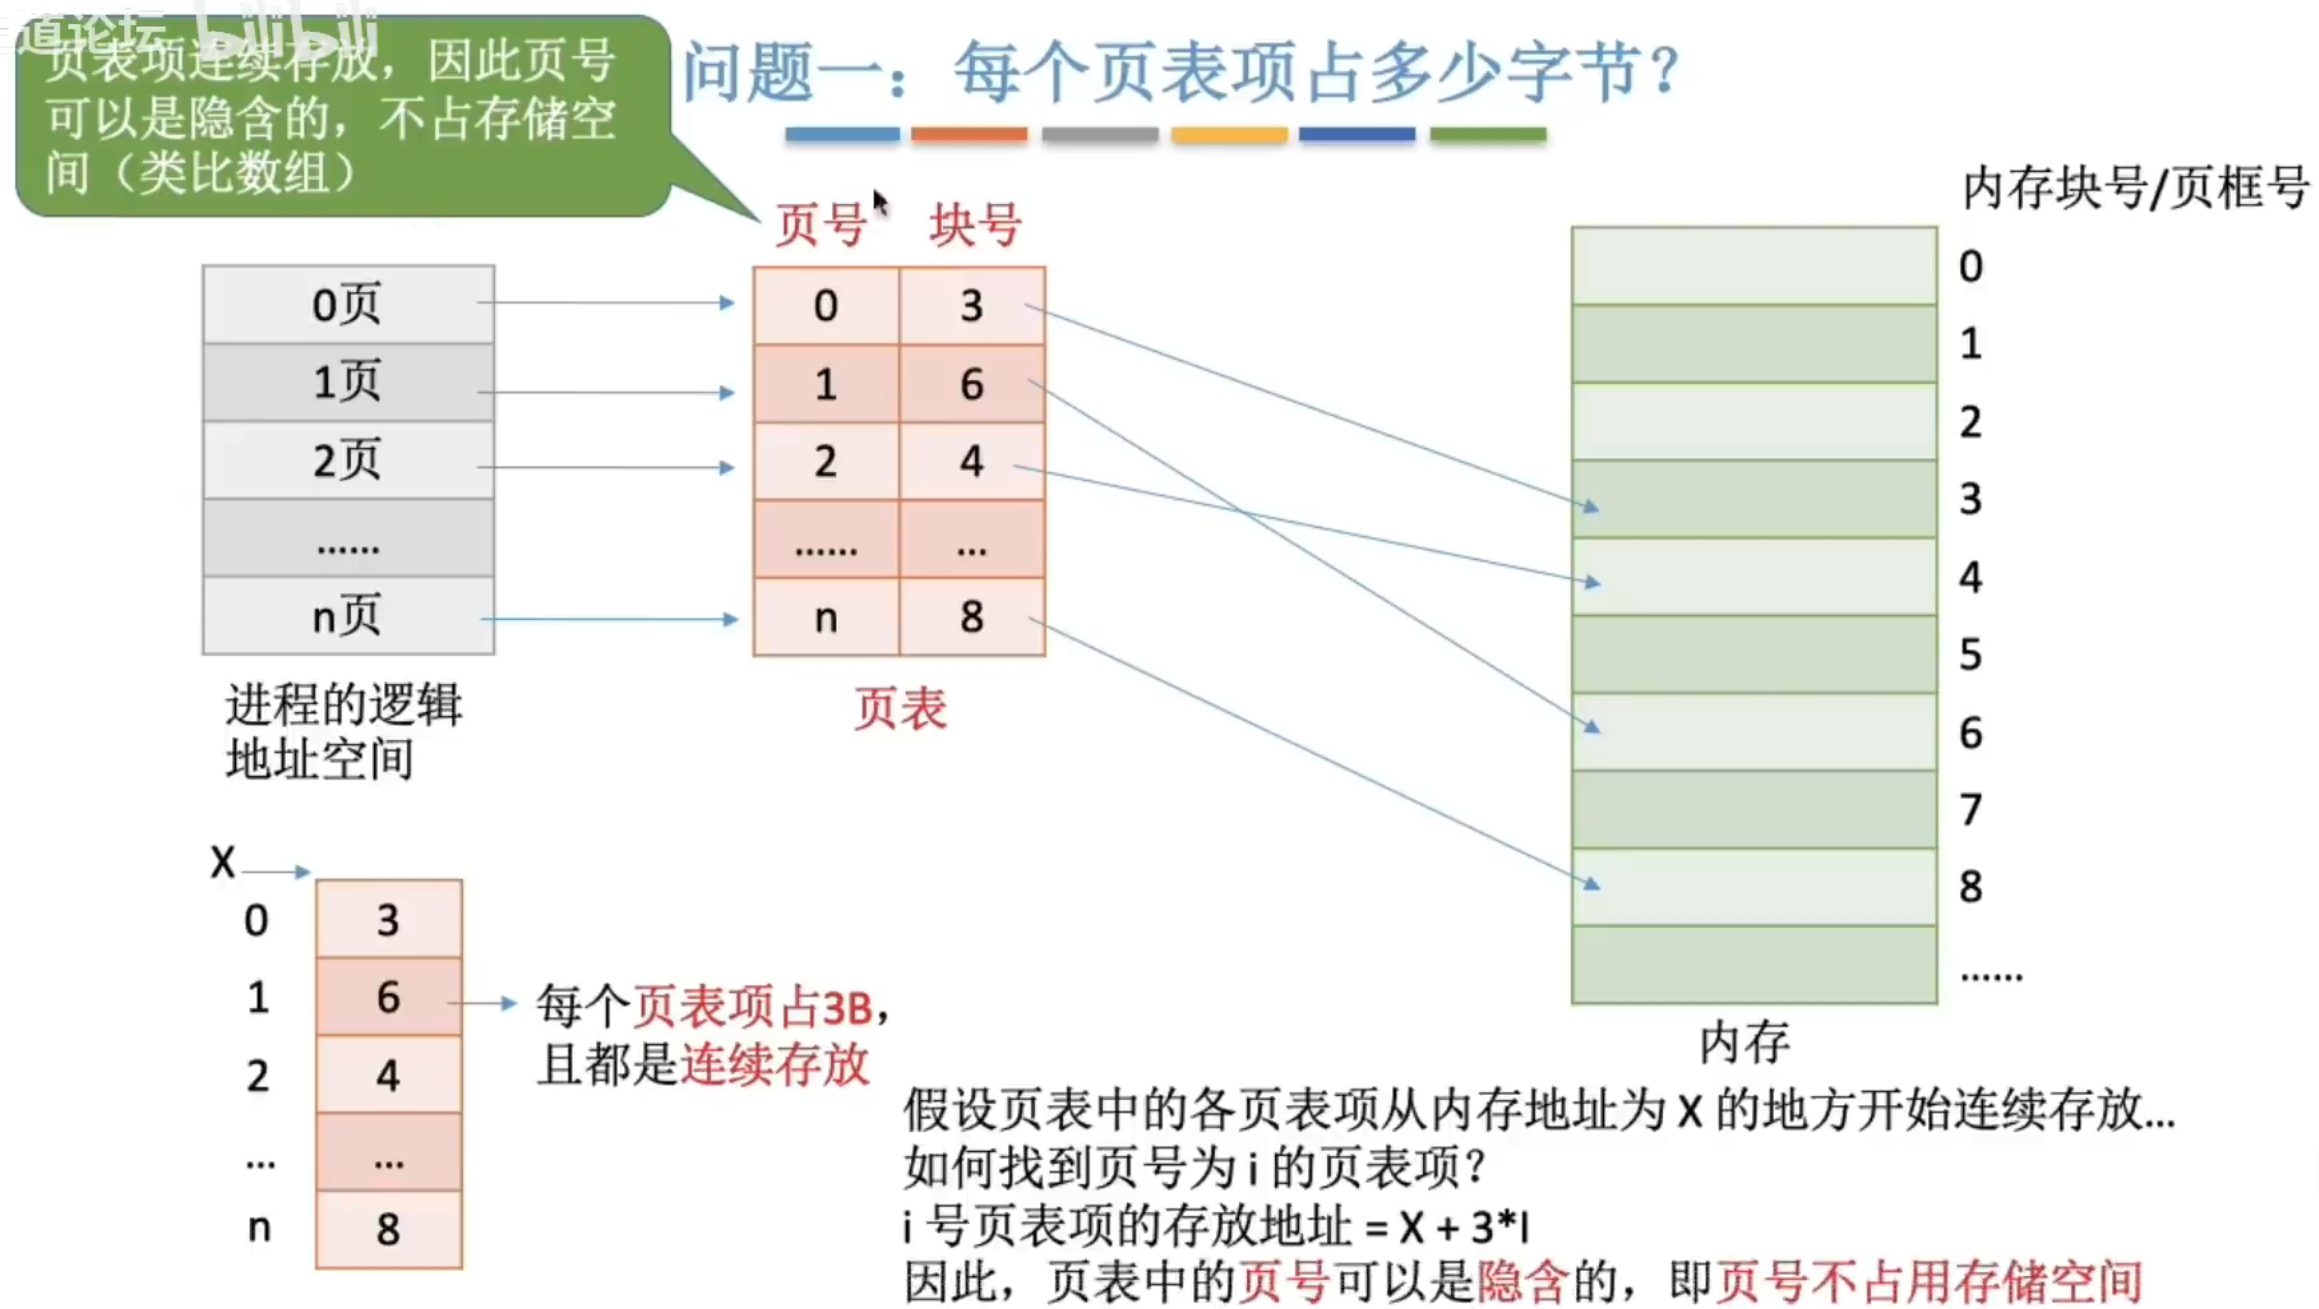 道论坛 bilibili
页表项连续存放，因此页号
可以是隐含的，不占存储空
间（类比数组）
问题一：每个页表项占多少字节？
内存块号/页框号
页号 块号
0页 0 3
1页 1 6
2页 2 4
…… …… …
n页 n 8
进程的逻辑
地址空间
页表
0
1
2
3
4
5
6
7
8
……
内存
X
0 3
1 6
2 4
… …
n 8
每个页表项占3B，
且都是连续存放
假设页表中的各页表项从内存地址为 X 的地方开始连续存放…
如何找到页号为 i 的页表项？
i 号页表项的存放地址 = X + 3*I
因此，页表中的页号可以是隐含的，即页号不占用存储空间